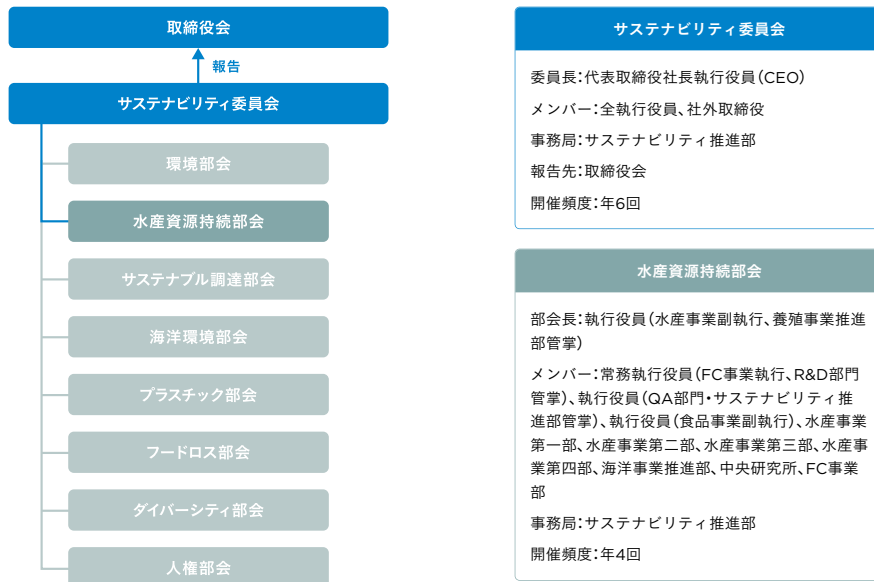 取締役会
報告
サステナビリティ委員会
環境部会
水産資源持続部会
サステナブル調達部会
海洋環境部会
プラスチック部会
フードロス部会
ダイバーシティ部会
人権部会
サステナビリティ委員会
委員長:代表取締役社長執行役員(CEO)
メンバー:全執行役員、社外取締役
事務局:サステナビリティ推進部
報告先:取締役会
開催頻度:年6回
水産資源持続部会
部会長:執行役員(水産事業副執行、養殖事業推進
部管掌)
メンバー:常務執行役員(FC事業執行、R&D部門
管掌)、執行役員(QA部門・サステナビリティ推
進部管掌)、執行役員(食品事業副執行)、水産事業
第一部、水産事業第二部、水産事業第三部、水産事
業第四部、海洋事業推進部、中央研究所、FC事業
部
事務局:サステナビリティ推進部
開催頻度:年4回